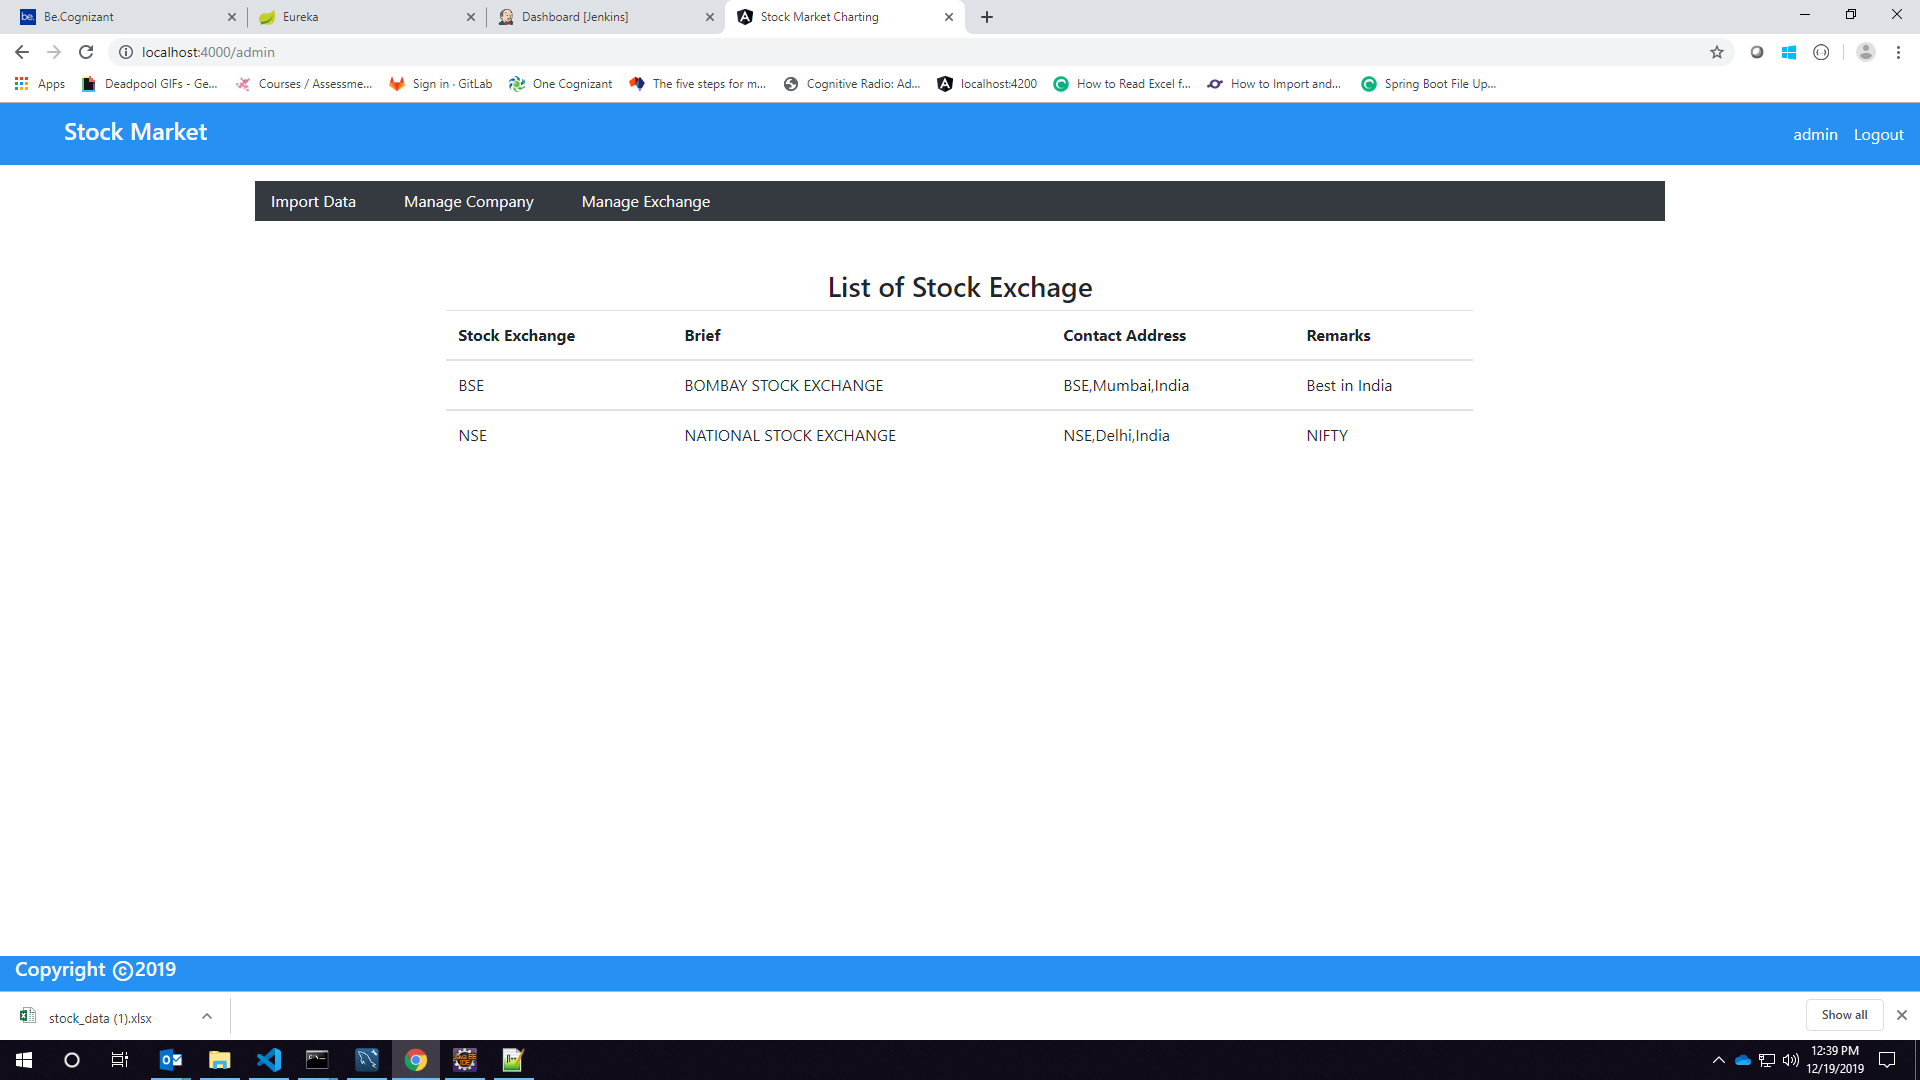 be. Be.Cognizant Eureka Dashboard [Jenkins] Stock Market Charting
localhost:4000/admin
Apps Deadpool GIFs - Ge... Courses / Assessme... Sign in · GitLab One Cognizant The five steps for m... Cognitive Radio: Ad... localhost:4200 How to Read Excel f... How to Import and... Spring Boot File Up...
Stock Market admin Logout
Import Data Manage Company Manage Exchange
List of Stock Exchage
Stock Exchange Brief Contact Address Remarks
BSE BOMBAY STOCK EXCHANGE BSE,Mumbai,India Best in India
NSE NATIONAL STOCK EXCHANGE NSE,Delhi,India NIFTY
Copyright ©2019
stock_data (1).xlsx Show all
12:39 PM
12/19/2019